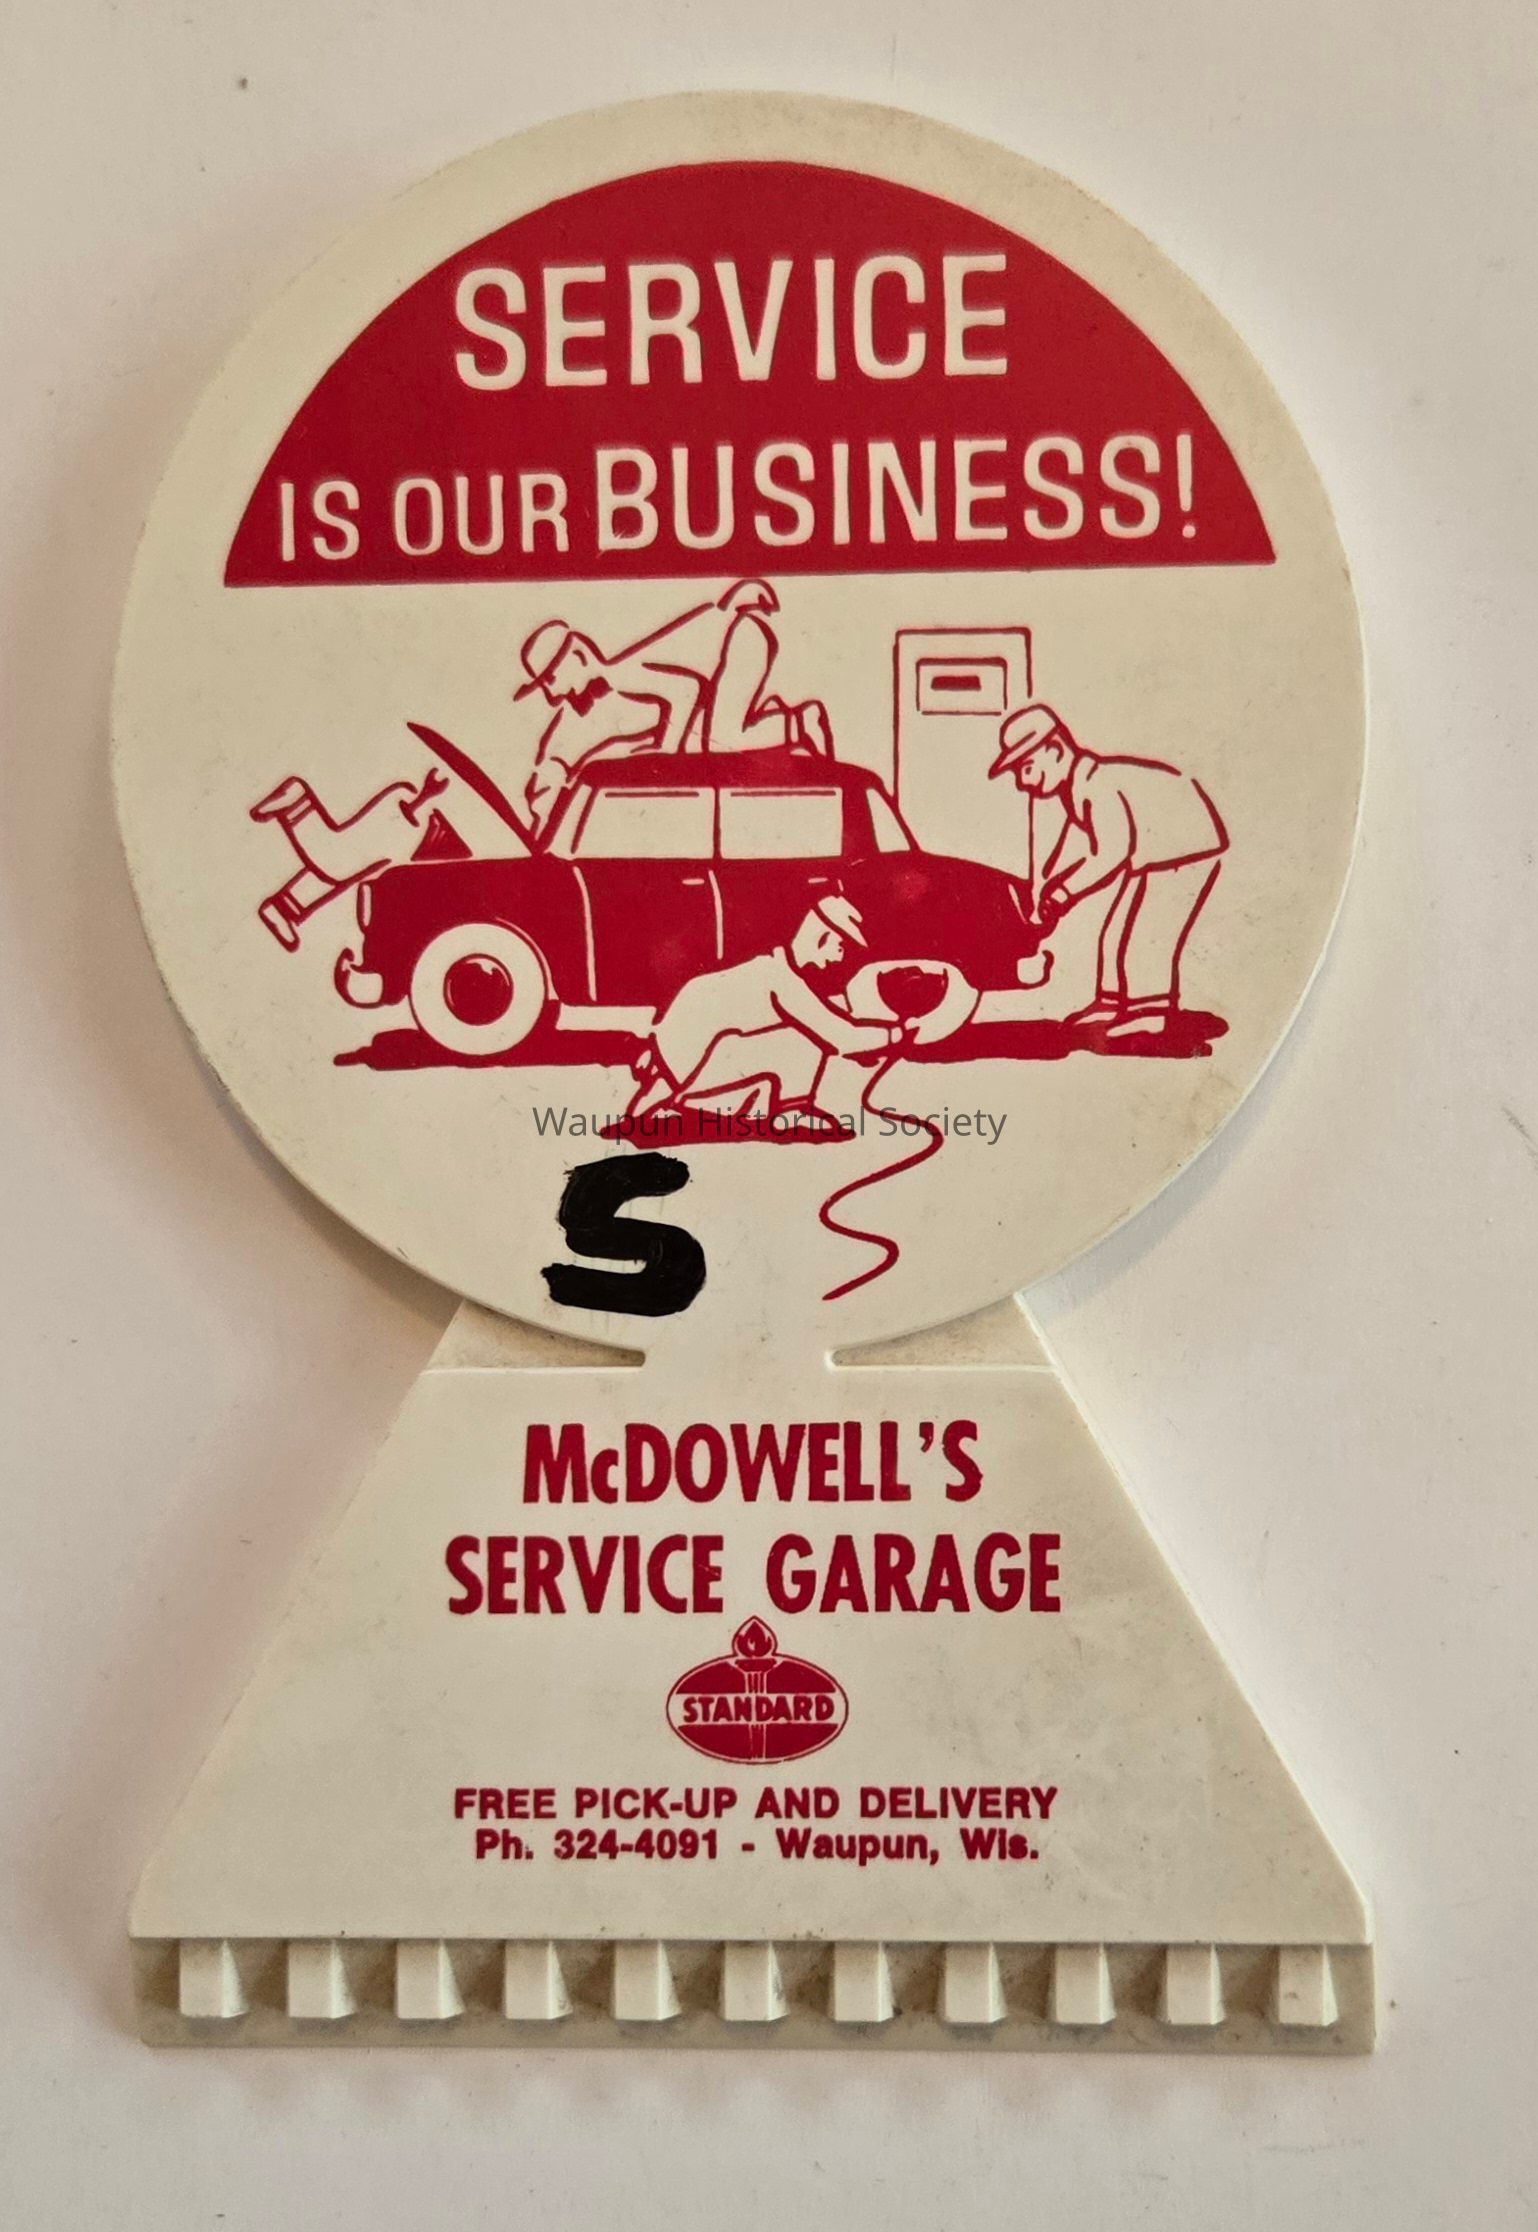 SERVICE
IS OUR BUSINESS!
Waupun Historical Society
S
McDOWELL'S
SERVICE GARAGE
STANDARD
FREE PICK-UP AND DELIVERY
Ph. 324-4091 - Waupun, Wis.